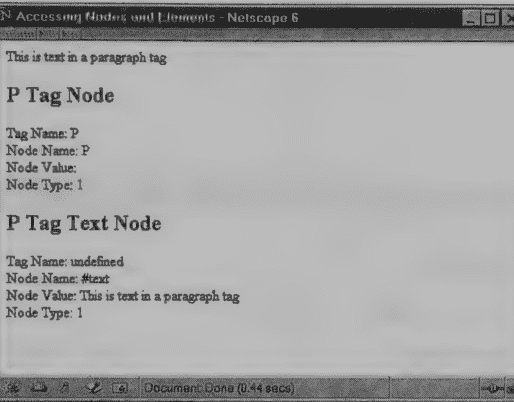 Accessing Nodes and Elements - Netscape 6
This is text in a paragraph tag
P Tag Node
Tag Name: P
Node Name: P
Node Value:
Node Type: 1
P Tag Text Node
Tag Name: undefined
Node Name: #text
Node Value: This is text in a paragraph tag
Node Type: 1
Document: Done (0.44 secs)